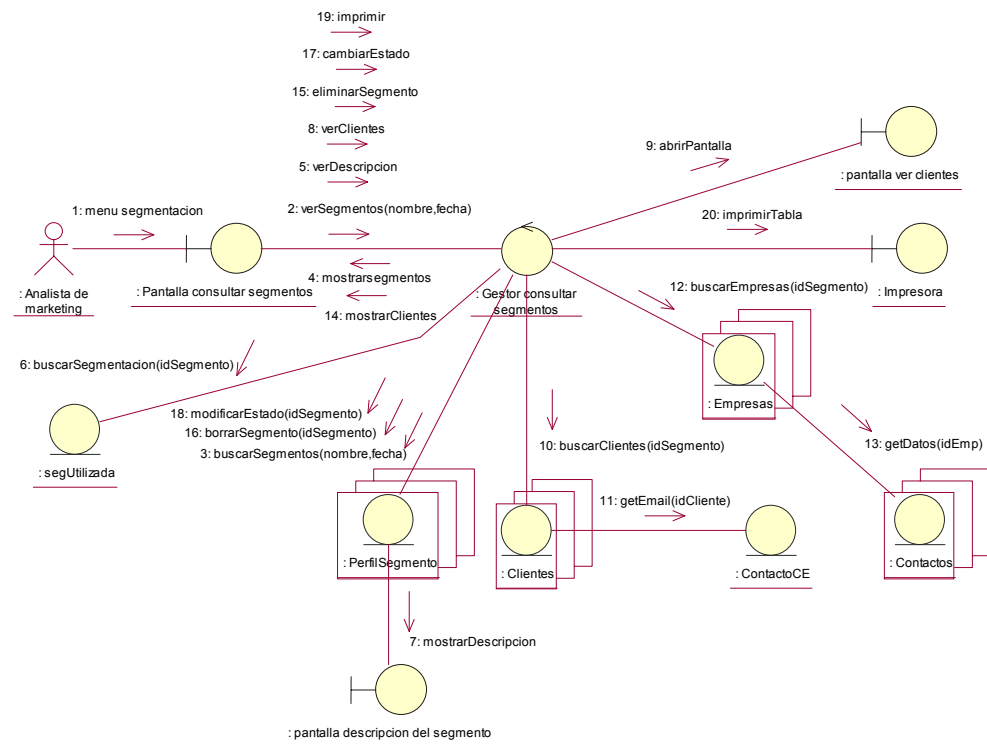 19: imprimir
17: cambiarEstado
15: eliminarSegmento
8: verClientes
5: verDescripcion
2: verSegmentos(nombre,fecha)
1: menu segmentacion
9: abrirPantalla
: pantalla ver clientes
20: imprimirTabla
: Impresora
: Analista de
marketing
: Pantalla consultar segmentos
4: mostrarsegmentos
14: mostrarClientes
: Gestor consultar
segmentos
12: buscarEmpresas(idSegmento)
: Empresas
6: buscarSegmentacion(idSegmento)
: segUtilizada
18: modificarEstado(idSegmento)
16: borrarSegmento(idSegmento)
3: buscarSegmentos(nombre,fecha)
10: buscarClientes(idSegmento)
13: getDatos(idEmp)
11: getEmail(idCliente)
: PerfilSegmento
: Clientes
: ContactoCE
: Contactos
7: mostrarDescripcion
: pantalla descripcion del segmento